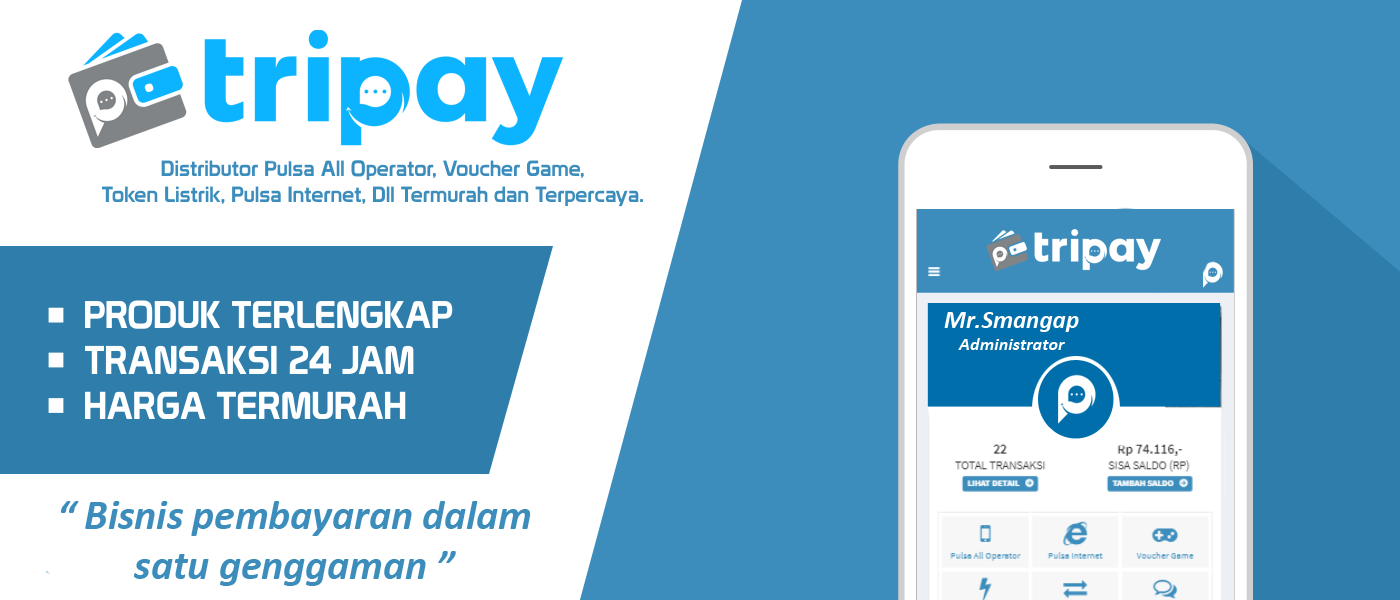 tripay
Distributor Pulsa All Operator, Voucher Game,
Token Listrik, Pulsa Internet, Dll Termurah dan Terpercaya.
PRODUK TERLENGKAP
TRANSAKSI 24 JAM
HARGA TERMURAH
“ Bisnis pembayaran dalam
satu genggaman ”
tripay
Mr.Smangap
Administrator
22
TOTAL TRANSAKSI
LIHAT DETAIL
Rp 74.116,-
SISA SALDO (RP)
TAMBAH SALDO
Pulsa All Operator
Pulsa Internet
Voucher Game